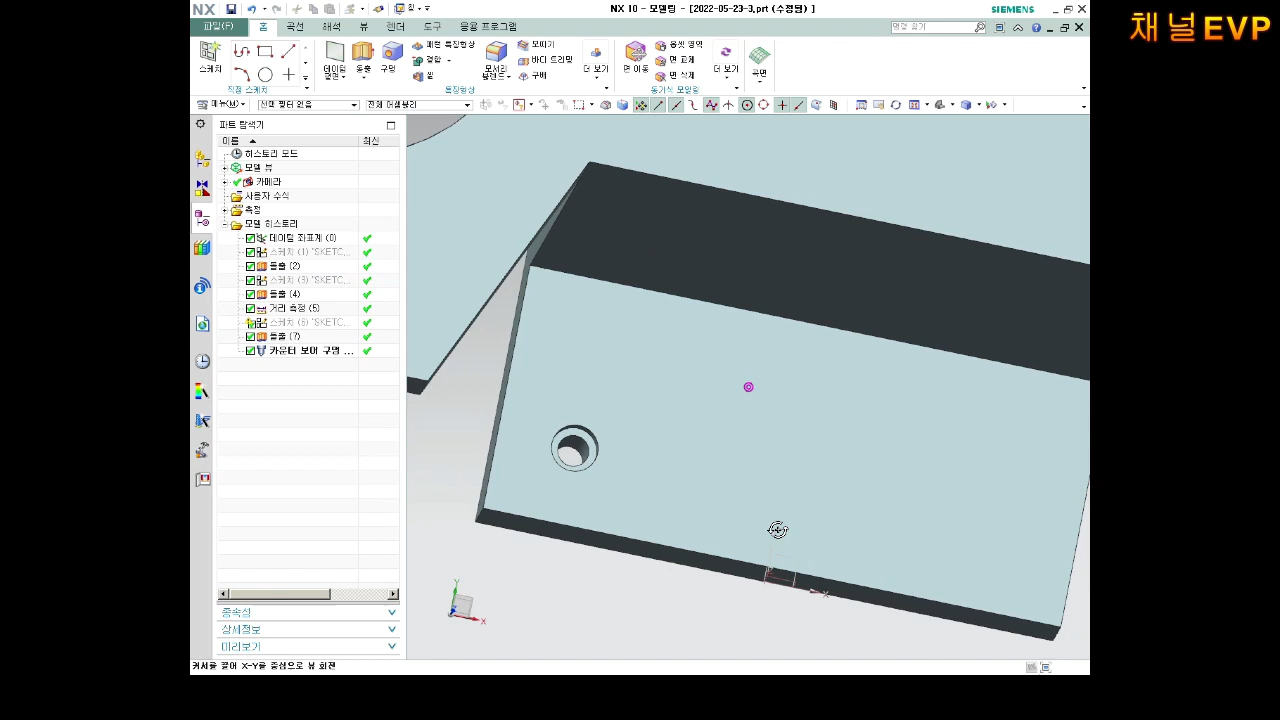 채널EVP
NX
창
NX 10 - 모델링 - [2022-05-23-3.prt (수정됨) ]
SIEMENS
파일(F)
홈
곡선
해석
뷰
렌더
도구
응용 프로그램
명령 찾기
스케치
직접 스케치
데이텀
평면
돌출
구멍
패턴 특징형상
결합
쉘
모서리
블렌드
모따기
바디 트리밍
구배
더 보기
특징형상
면 이동
옵셋 영역
면 교체
면 삭제
더 보기
동기식 모델링
곡면
메뉴(M)
선택 필터 없음
전체 어셈블리
파트 탐색기
이름
최신
히스토리 모드
모델 뷰
카메라
사용자 수식
측정
모델 히스토리
데이텀 좌표계 (0)
스케치 (1) "SKETC...
돌출 (2)
스케치 (3) "SKETC...
돌출 (4)
거리 측정 (5)
스케치 (6) "SKETC...
돌출 (7)
카운터 보어 구멍 ...
종속성
상세정보
미리보기
Y
X
X
커서를 끌어 X-Y을 중심으로 뷰 회전